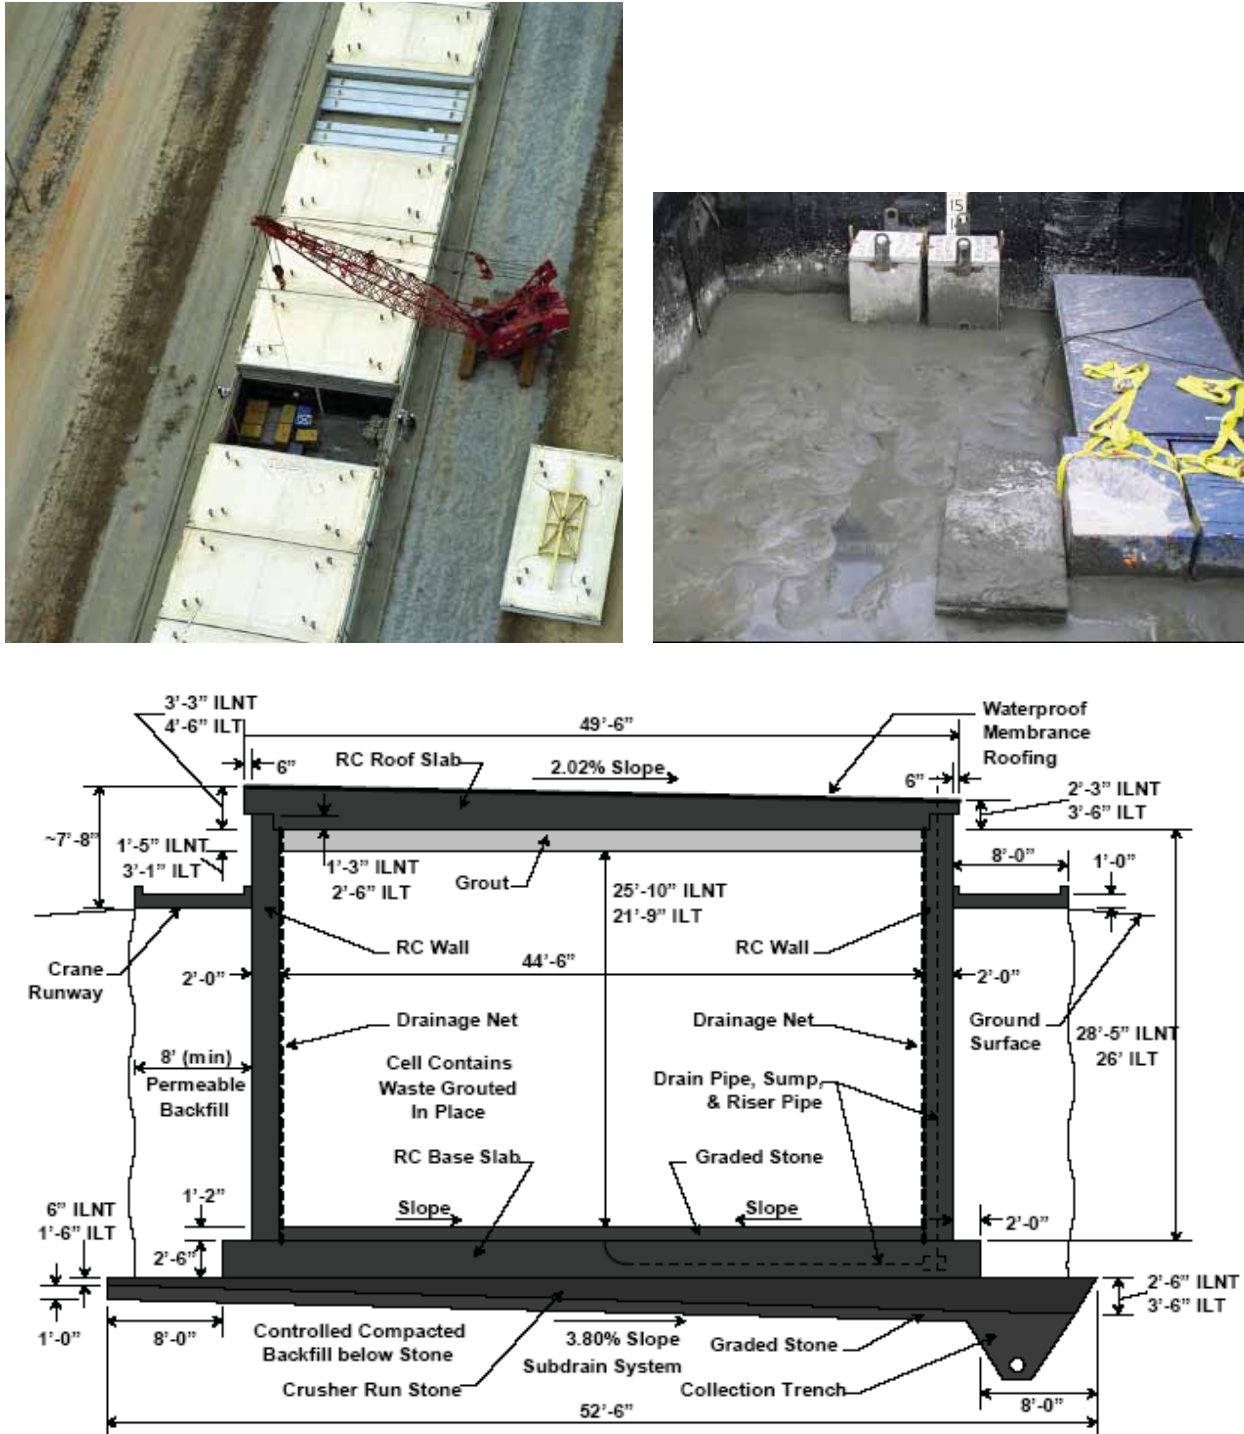 15
3’-3” ILNT
4’-6” ILT
49’-6”
Waterproof
Membrance
Roofing
6”
RC Roof Slab
2.02% Slope
6”
2’-3” ILNT
3’-6” ILT
~7’-8”
1’-5” ILNT
3’-1” ILT
1’-3” ILNT
2’-6” ILT
Grout
25’-10” ILNT
21’-9” ILT
8’-0”
1’-0”
RC Wall
RC Wall
Crane
Runway
2’-0”
44’-6”
2’-0”
Drainage Net
Drainage Net
Ground
Surface
28’-5” ILNT
26’ ILT
8’ (min)
Permeable
Backfill
Cell Contains
Waste Grouted
In Place
Drain Pipe, Sump,
& Riser Pipe
RC Base Slab
Graded Stone
1’-2”
6” ILNT
1’-6” ILT
Slope
Slope
2’-0”
2’-6”
2’-6” ILNT
3’-6” ILT
1’-0”
8’-0”
Controlled Compacted
Backfill below Stone
3.80% Slope
Subdrain System
Graded Stone
Crusher Run Stone
Collection Trench
8’-0”
52’-6”